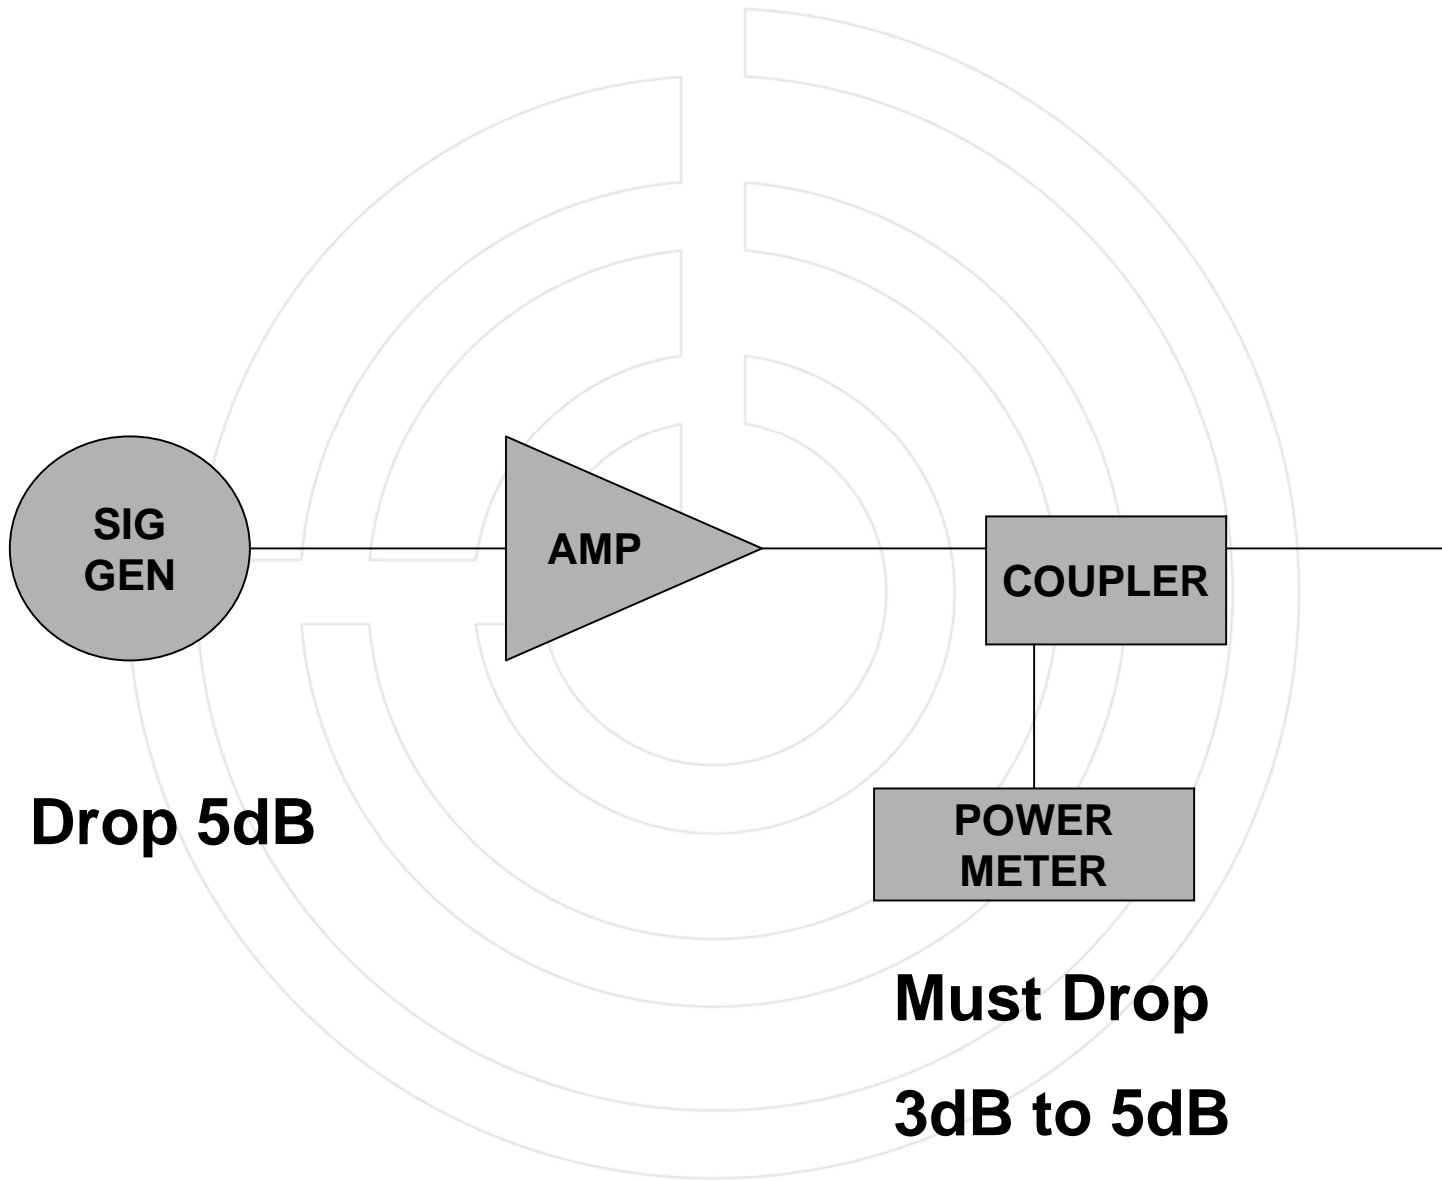 SIG
GEN
AMP
COUPLER
Drop 5dB
POWER
METER
Must Drop
3dB to 5dB